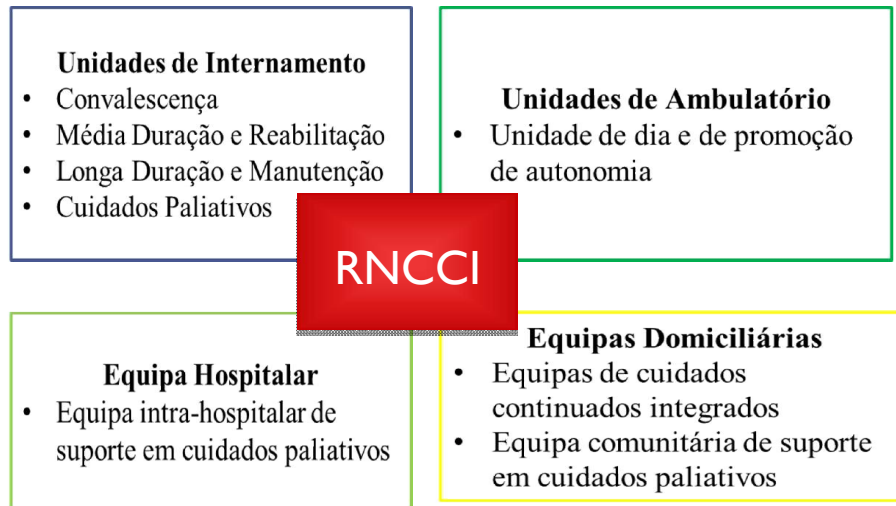 Unidades de Internamento
• Convalescença
• Média Duração e Reabilitação
• Longa Duração e Manutenção
• Cuidados Paliativos
Unidades de Ambulatório
• Unidade de dia e de promoção
de autonomia
RNCCI
Equipa Hospitalar
• Equipa intra-hospitalar de
suporte em cuidados paliativos
Equipas Domiciliárias
• Equipas de cuidados
continuados integrados
• Equipa comunitária de suporte
em cuidados paliativos